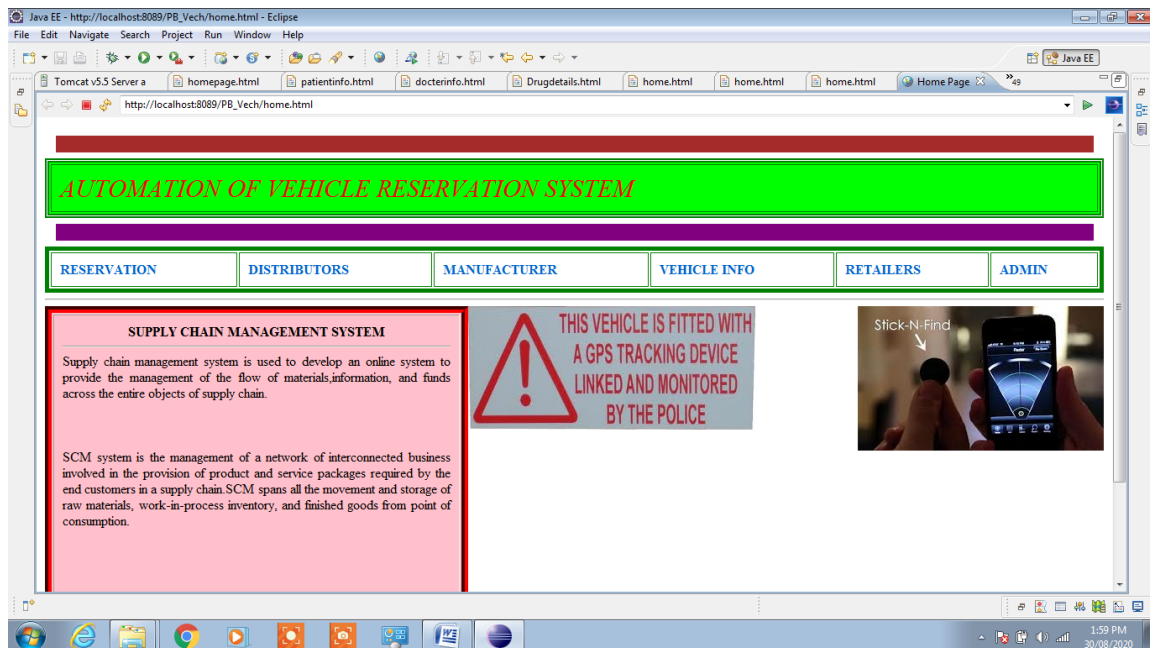 Java EE - http://localhost:8089/PB_Vech/home.html - Eclipse
File Edit Navigate Search Project Run Window Help
Java EE
Tomcat v5.5 Server a homepage.html patientinfo.html docterinfo.html Drugdetails.html home.html home.html home.html Home Page 49
http://localhost:8089/PB_Vech/home.html
AUTOMATION OF VEHICLE RESERVATION SYSTEM
RESERVATION DISTRIBUTORS MANUFACTURER VEHICLE INFO RETAILERS ADMIN
SUPPLY CHAIN MANAGEMENT SYSTEM
Supply chain management system is used to develop an online system to
provide the management of the flow of materials,information, and funds
across the entire objects of supply chain.
SCM system is the management of a network of interconnected business
involved in the provision of product and service packages required by the
end customers in a supply chain.SCM spans all the movement and storage of
raw materials, work-in-process inventory, and finished goods from point of
consumption.
THIS VEHICLE IS FITTED WITH
A GPS TRACKING DEVICE
LINKED AND MONITORED
BY THE POLICE
Stick-N-Find
1:59 PM
30/08/2020